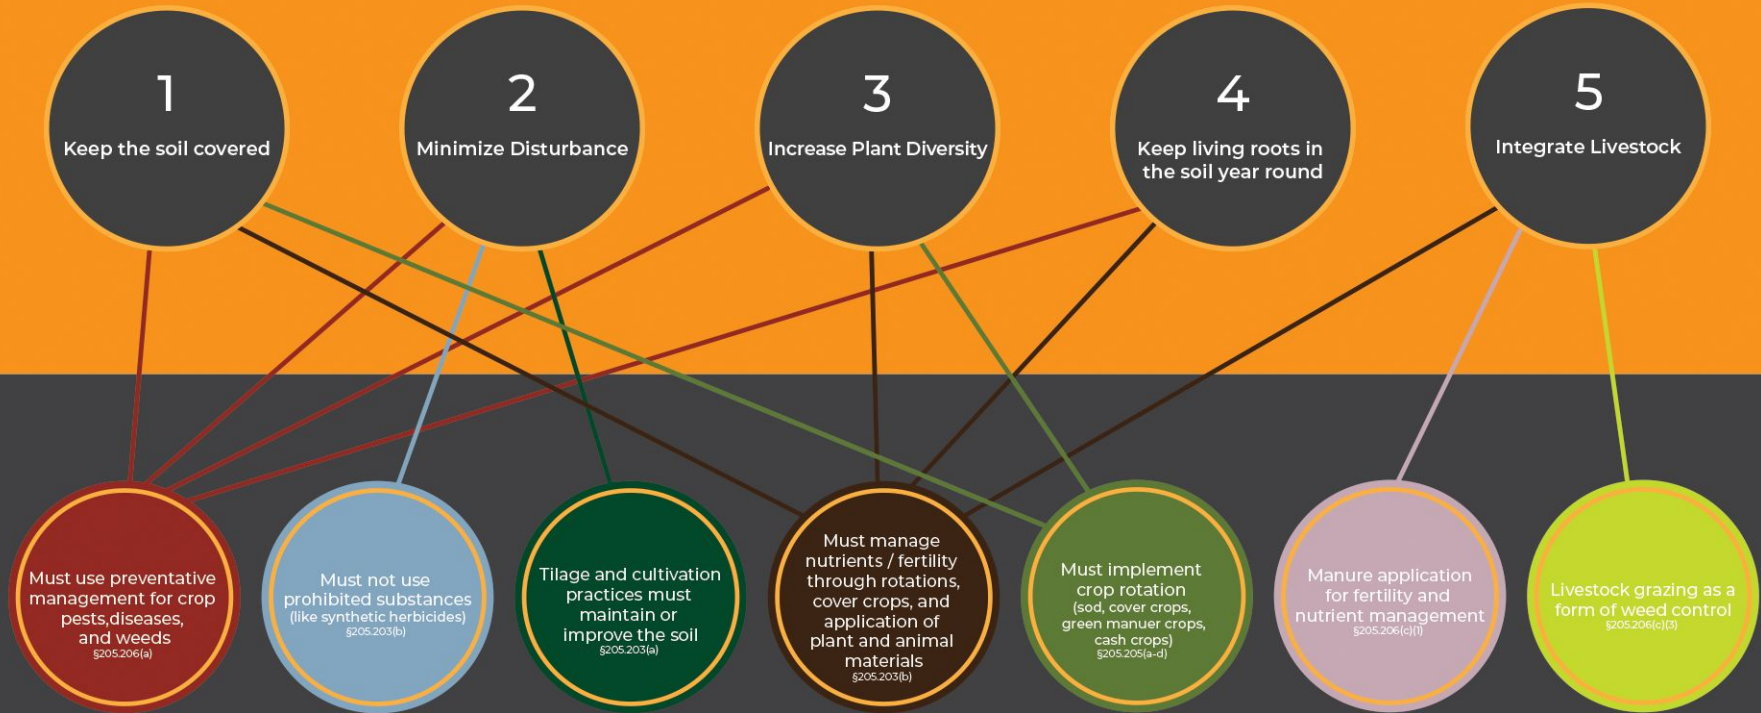 1
Keep the soil covered
2
Minimize Disturbance
3
Increase Plant Diversity
4
Keep living roots in
the soil year round
5
Integrate Livestock
Must use preventative
management for crop
pests,diseases,
and weeds
§205.206(a)
Must not use
prohibited substances
(like synthetic herbicides)
§205.203(b)
Tilage and cultivation
practices must
maintain or
improve the soil
§205.203(a)
Must manage
nutrients / fertility
through rotations,
cover crops, and
application of
plant and animal
materials
§205.203(b)
Must implement
crop rotation
(sod, cover crops,
green manuer crops,
cash crops)
§205.205(a-d)
Manure application
for fertility and
nutrient management
§205.206(c)(1)
Livestock grazing as a
form of weed control
§205.206(c)(3)